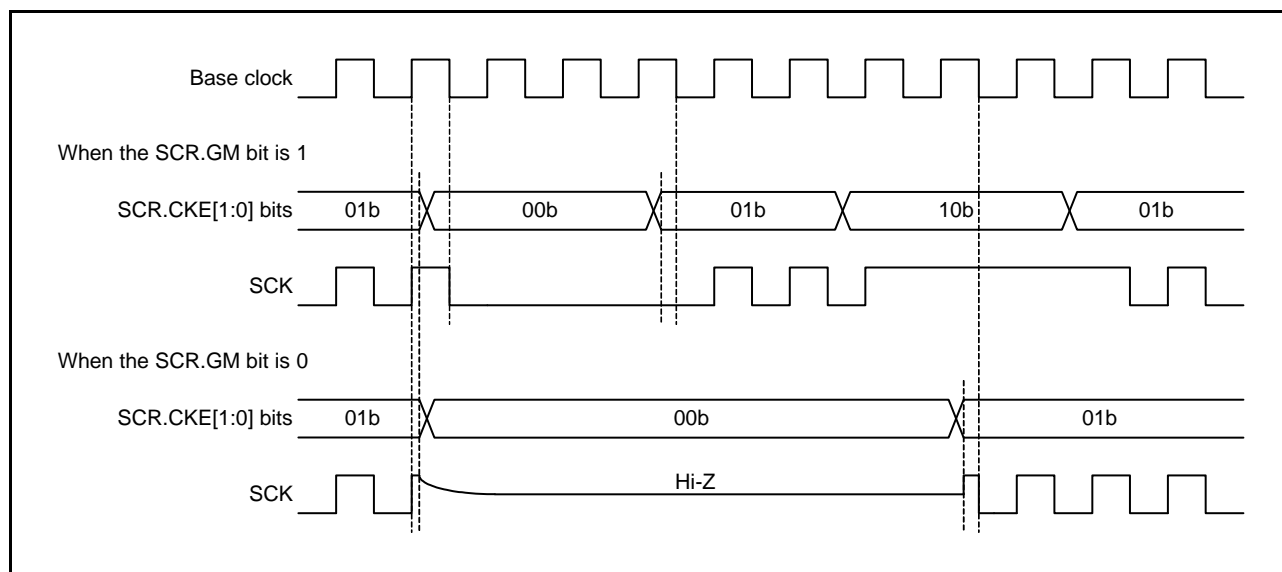 Base clock
When the SCR.GM bit is 1
SCR.CKE[1:0] bits 01b 00b 01b 10b 01b
SCK
When the SCR.GM bit is 0
SCR.CKE[1:0] bits 01b 00b 01b
SCK Hi-Z